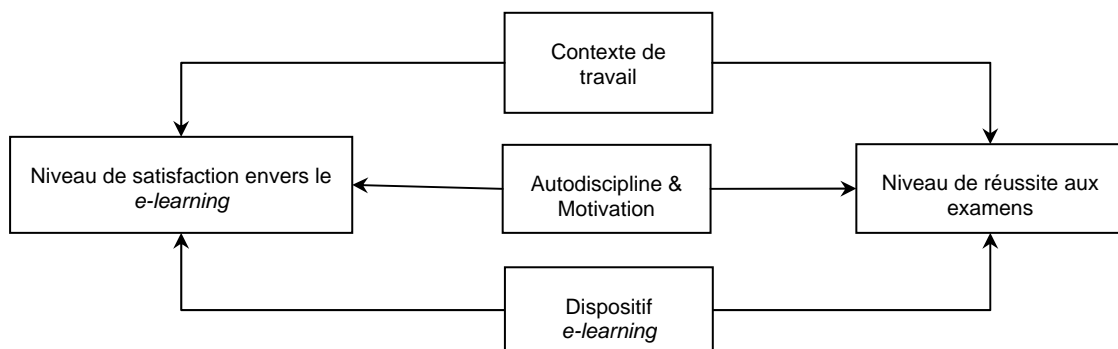 Contexte de
travail
Niveau de satisfaction envers le
e-learning
Autodiscipline &
Motivation
Niveau de réussite aux
examens
Dispositif
e-learning